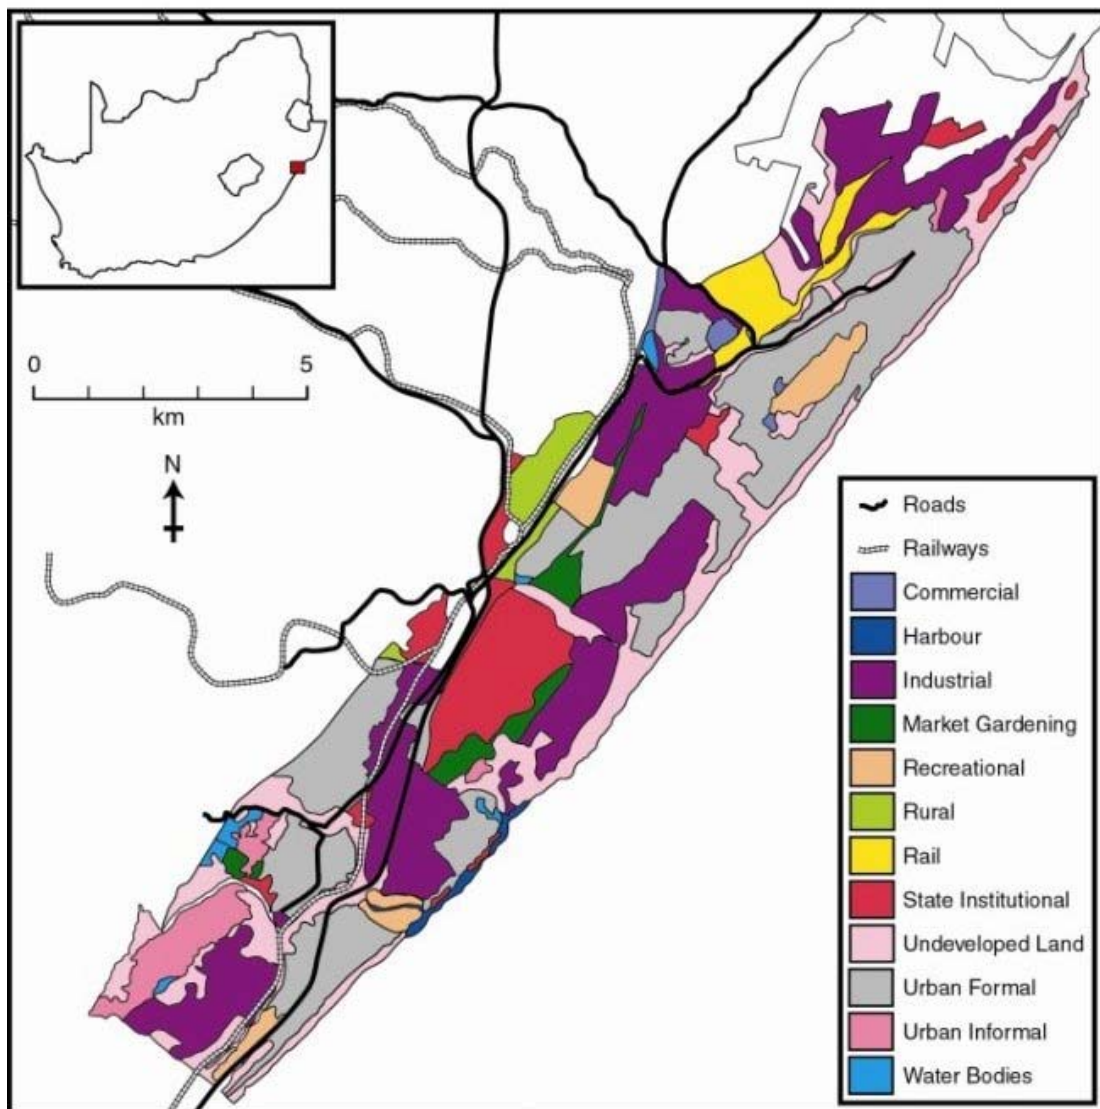 0 5
km
N
Roads
Railways
Commercial
Harbour
Industrial
Market Gardening
Recreational
Rural
Rail
State Institutional
Undeveloped Land
Urban Formal
Urban Informal
Water Bodies